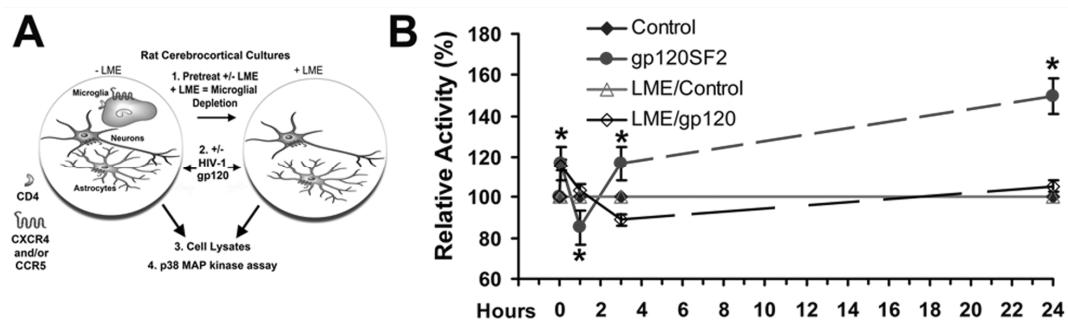 A
Rat Cerebrocortical Cultures
- LME
1. Pretreat +/- LME
+ LME = Microglial
Depletion
+ LME
Microglia
Neurons
2. +/-
HIV-1
gp120
Astrocytes
CD4
CXCR4
and/or
CCR5
3. Cell Lysates
4. p38 MAP kinase assay
B
Relative Activity (%)
180
160
140
120
100
80
60
Control
gp120SF2
LME/Control
LME/gp120
*
*
*
*
Hours 0 2 4 6 8 10 12 14 16 18 20 22 24